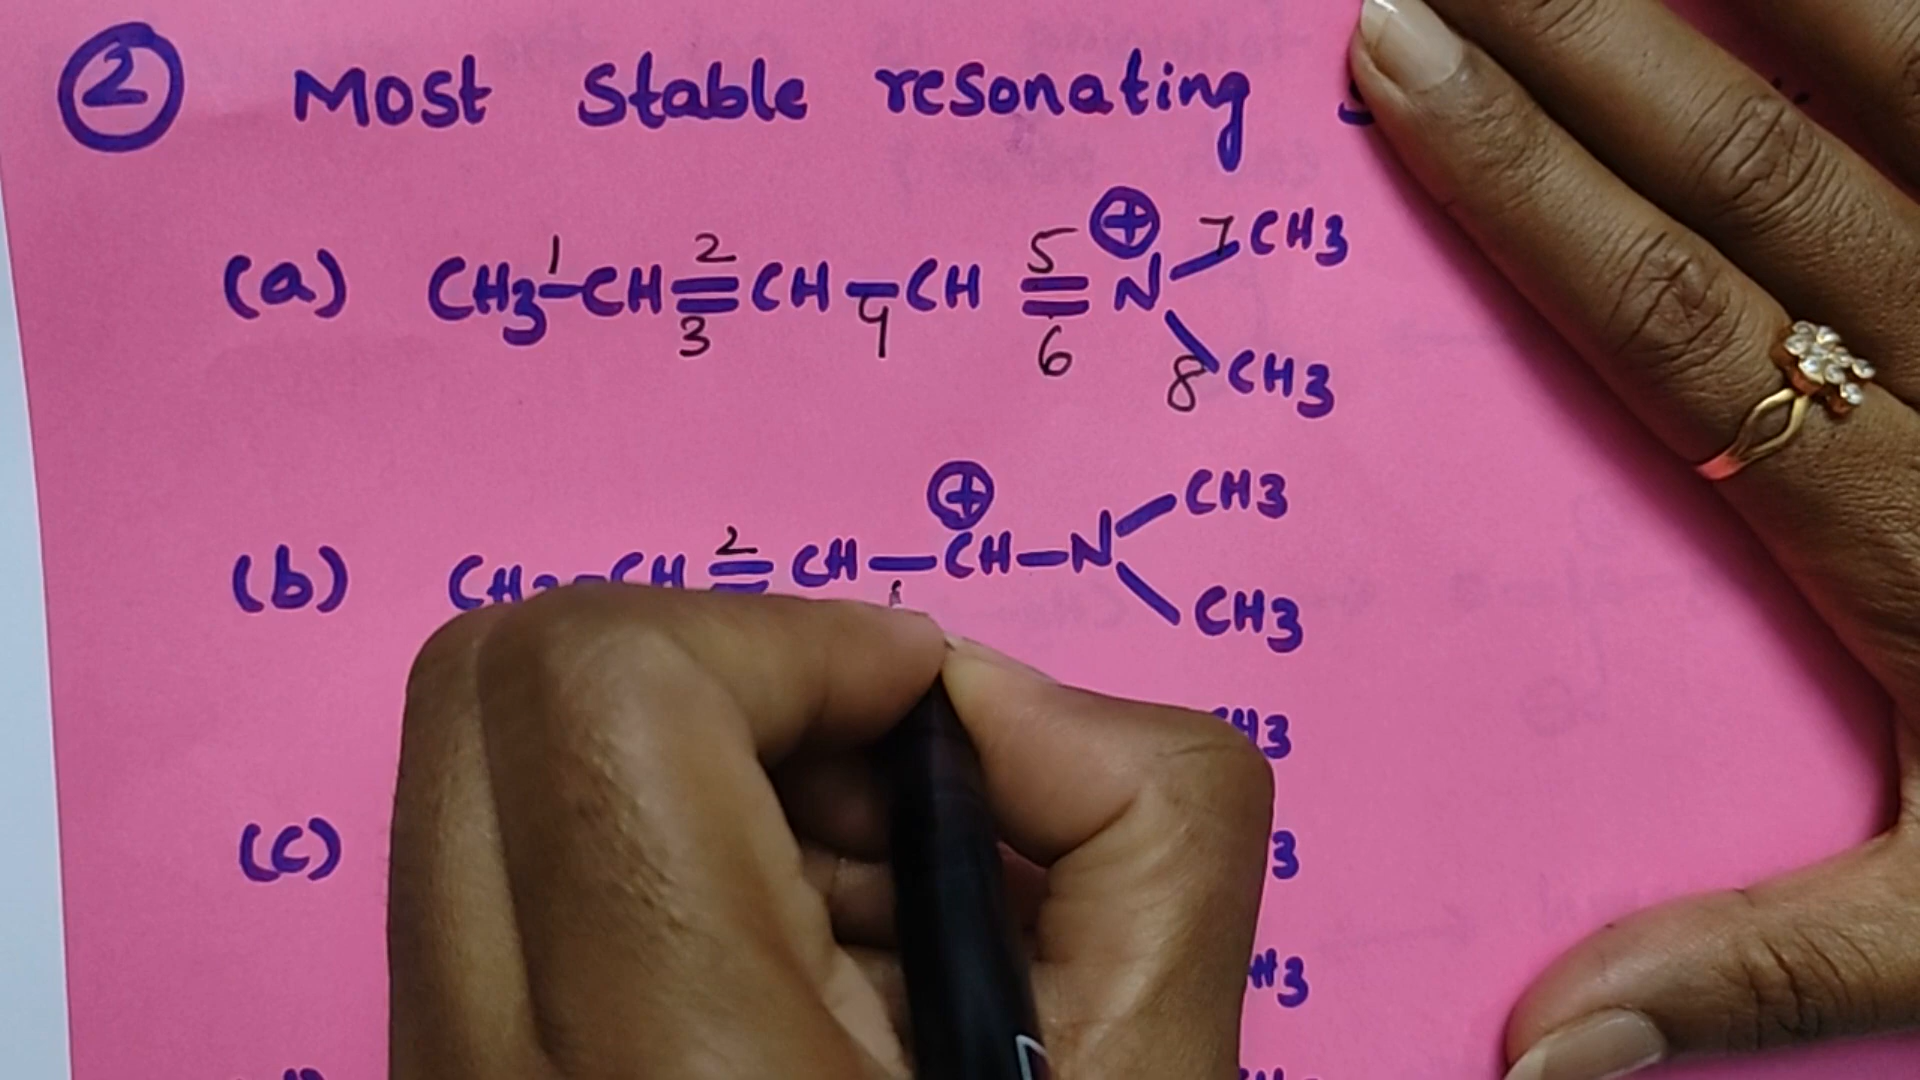 ② Most Stable resonating
(a) CH3-CH=CH-CH=N⊕ CH3
CH3
1 2 3 4 5 6 7 8
(b) CH3-CH=CH-CH⊕-N CH3
CH3
2
(c)